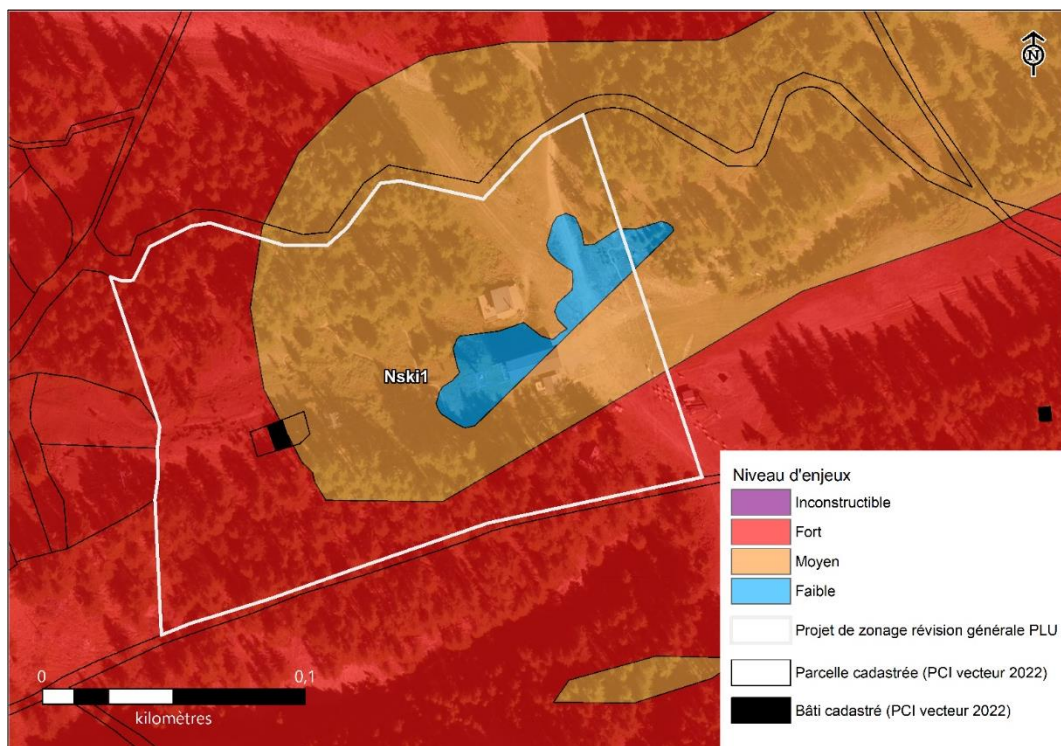 N
Nski1
Niveau d'enjeux
Inconstructible
Fort
Moyen
Faible
Projet de zonage révision générale PLU
Parcelle cadastrée (PCI vecteur 2022)
Bâti cadastré (PCI vecteur 2022)
0 0,1
kilomètres